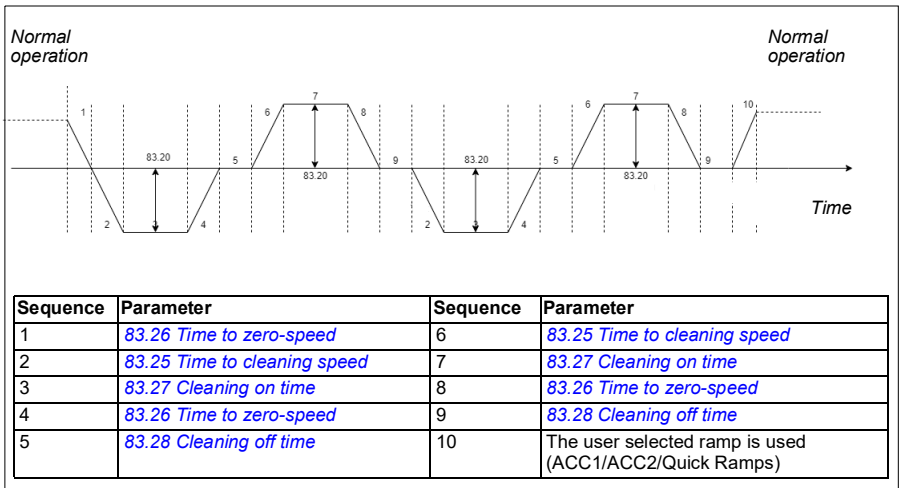 Normal operation
Normal operation
7
7
1
6
8
6
8
10
83.20
5
9
83.20
5
9
83.20
83.20
Time
2
3
4
2
3
4
Sequence Parameter Sequence Parameter
1 83.26 Time to zero-speed 6 83.25 Time to cleaning speed
2 83.25 Time to cleaning speed 7 83.27 Cleaning on time
3 83.27 Cleaning on time 8 83.26 Time to zero-speed
4 83.26 Time to zero-speed 9 83.28 Cleaning off time
5 83.28 Cleaning off time 10 The user selected ramp is used
(ACC1/ACC2/Quick Ramps)